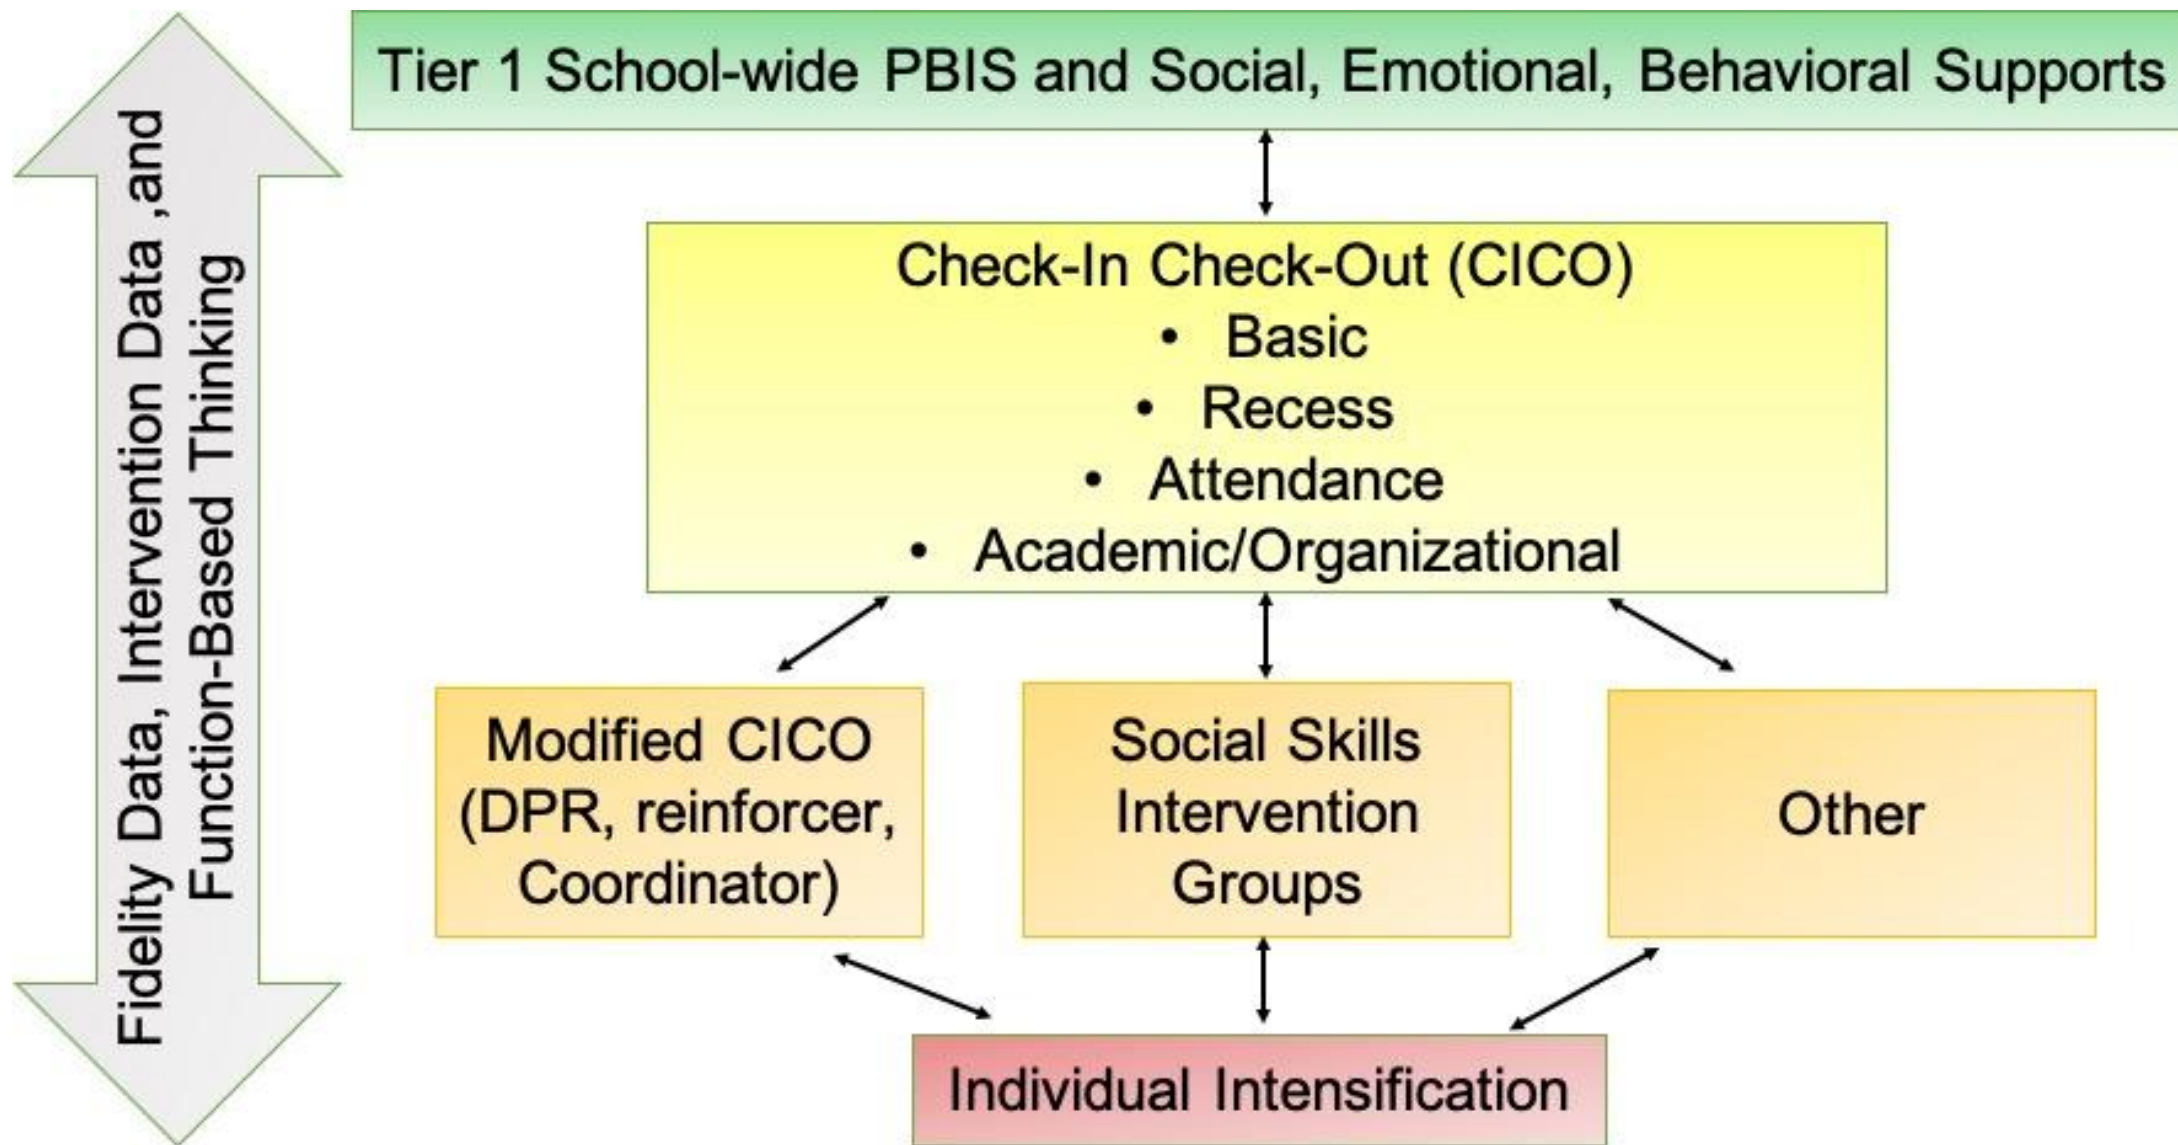 Fidelity Data, Intervention Data ,and
Function-Based Thinking
Tier 1 School-wide PBIS and Social, Emotional, Behavioral Supports
Check-In Check-Out (CICO)
• Basic
• Recess
• Attendance
• Academic/Organizational
Modified CICO
(DPR, reinforcer,
Coordinator)
Social Skills
Intervention
Groups
Other
Individual Intensification